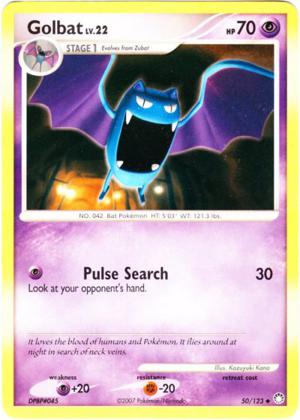 Golbat LV.22 HP 70
STAGE 1 Evolves from Zubat
NO. 042 Bat Pokémon HT: 5'03" WT: 121.3 lbs.
Pulse Search 30
Look at your opponent's hand.
It loves the blood of humans and Pokémon. It flies around at
night in search of neck veins.
Illus. Kazuyuki Kano
weakness resistance retreat cost
+20 -20
DPBP#045 ©2007 Pokémon/Nintendo 50/123